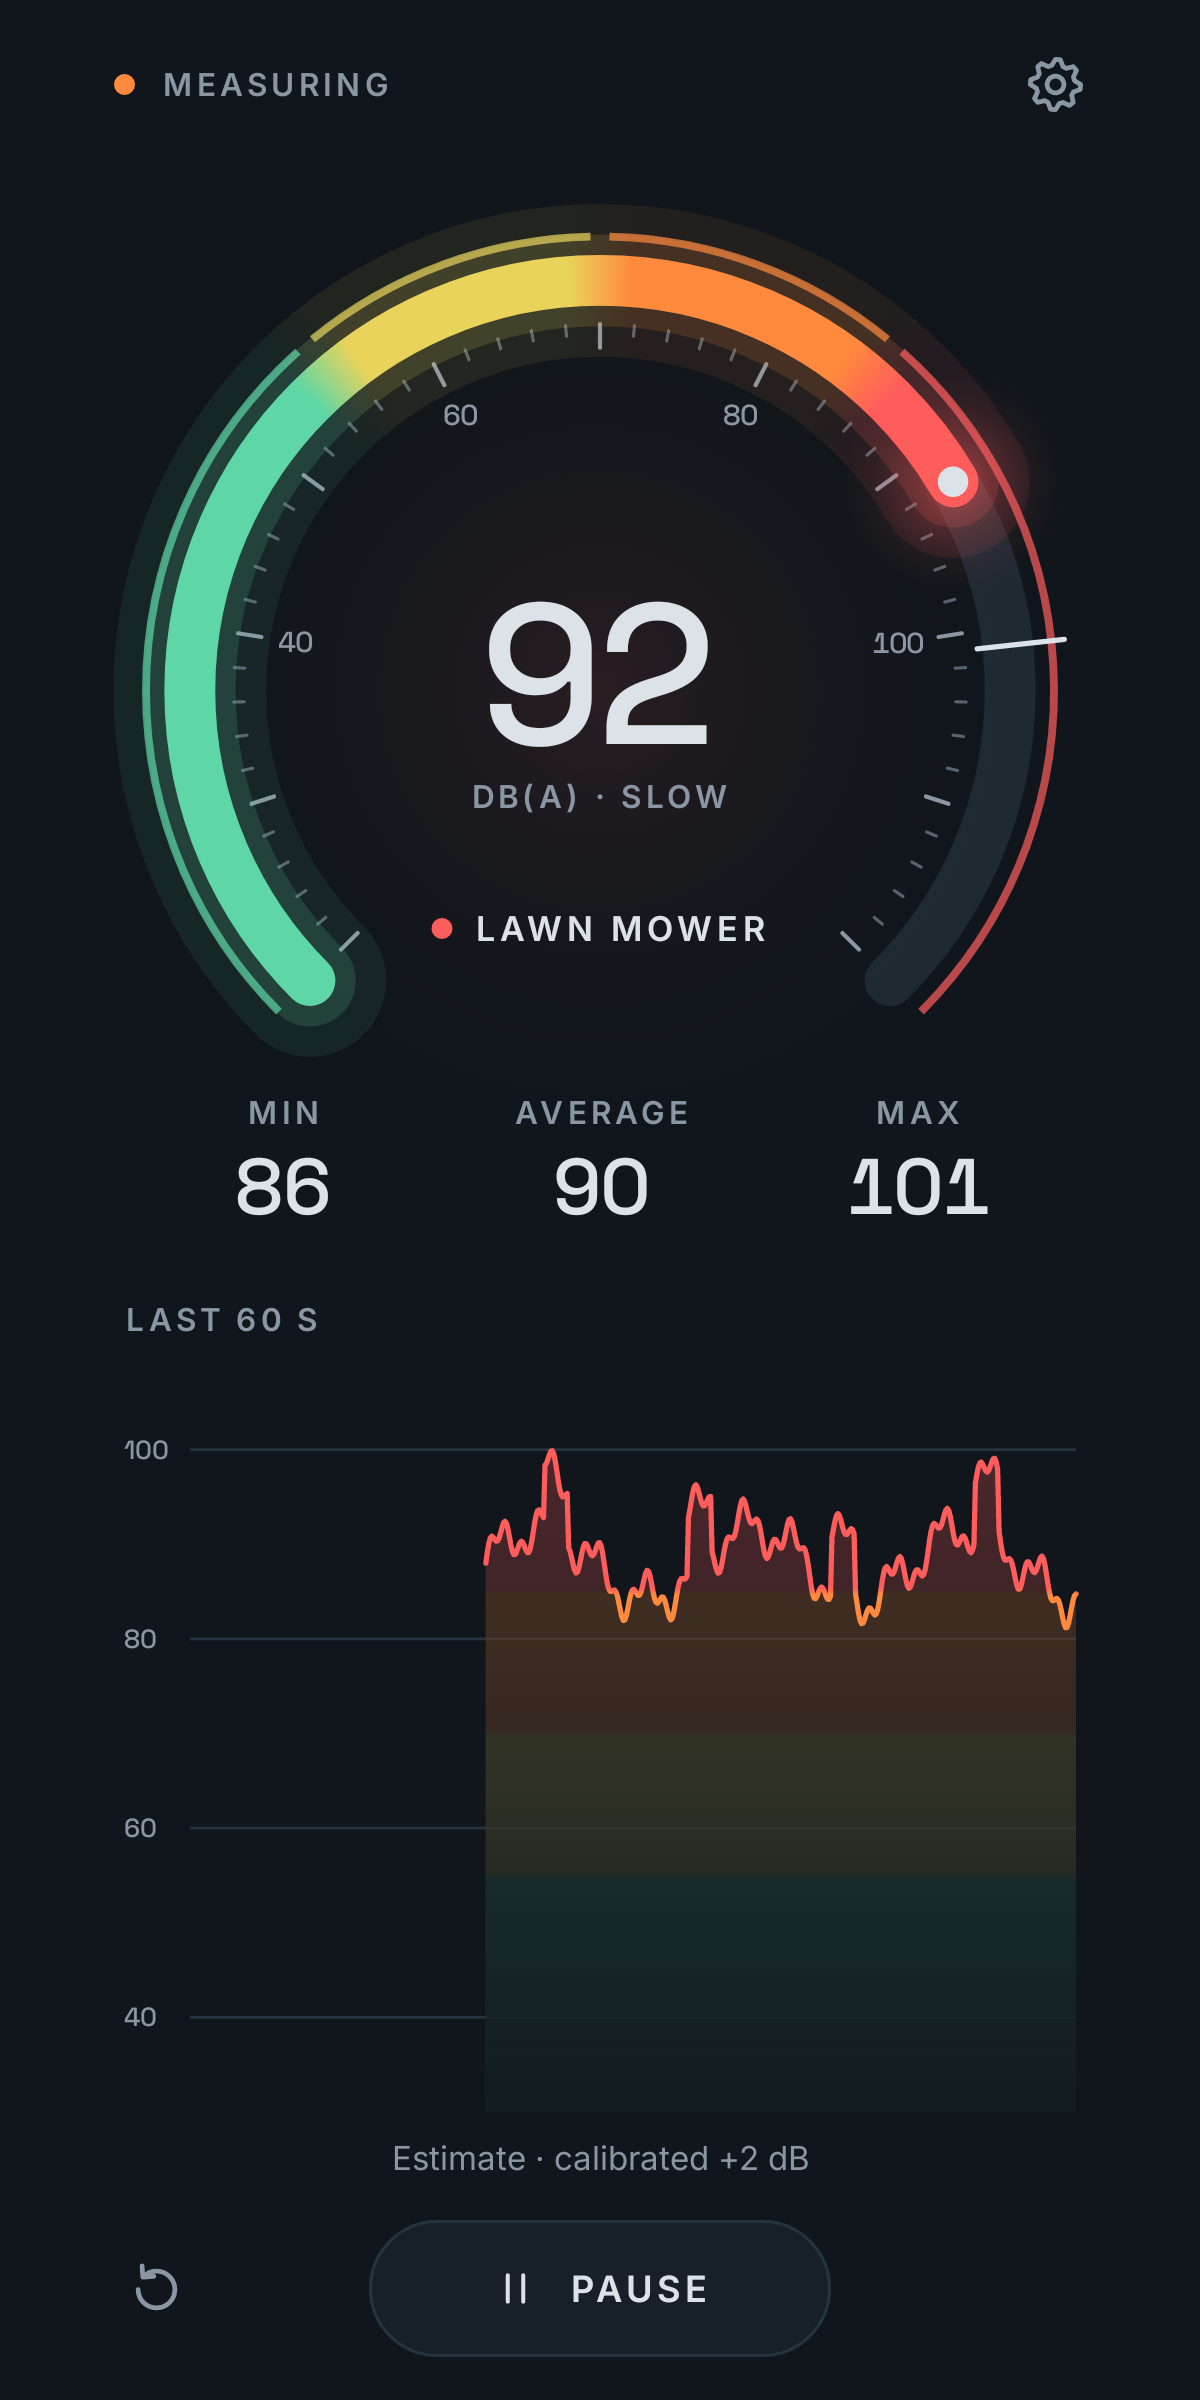 MEASURING
60
80
40
100
92
DB(A) · SLOW
LAWN MOWER
MIN
AVERAGE
MAX
86
90
101
LAST 60 S
100
80
60
40
Estimate · calibrated +2 dB
PAUSE